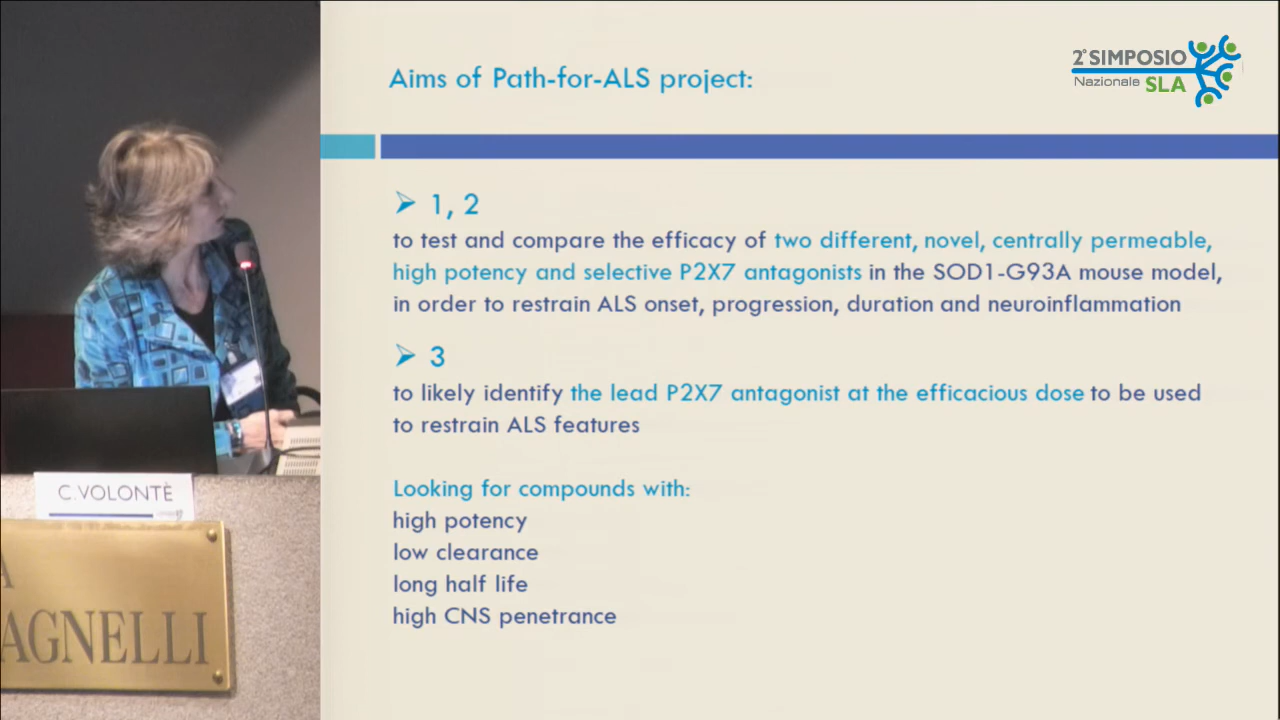 Aims of Path-for-ALS project:
2° SIMPOSIO
Nazionale SLA
➢ 1, 2
to test and compare the efficacy of two different, novel, centrally permeable,
high potency and selective P2X7 antagonists in the SOD1-G93A mouse model,
in order to restrain ALS onset, progression, duration and neuroinflammation
➢ 3
to likely identify the lead P2X7 antagonist at the efficacious dose to be used
to restrain ALS features
Looking for compounds with:
high potency
low clearance
long half life
high CNS penetrance
C.VOLONTÈ
A
AGNELLI